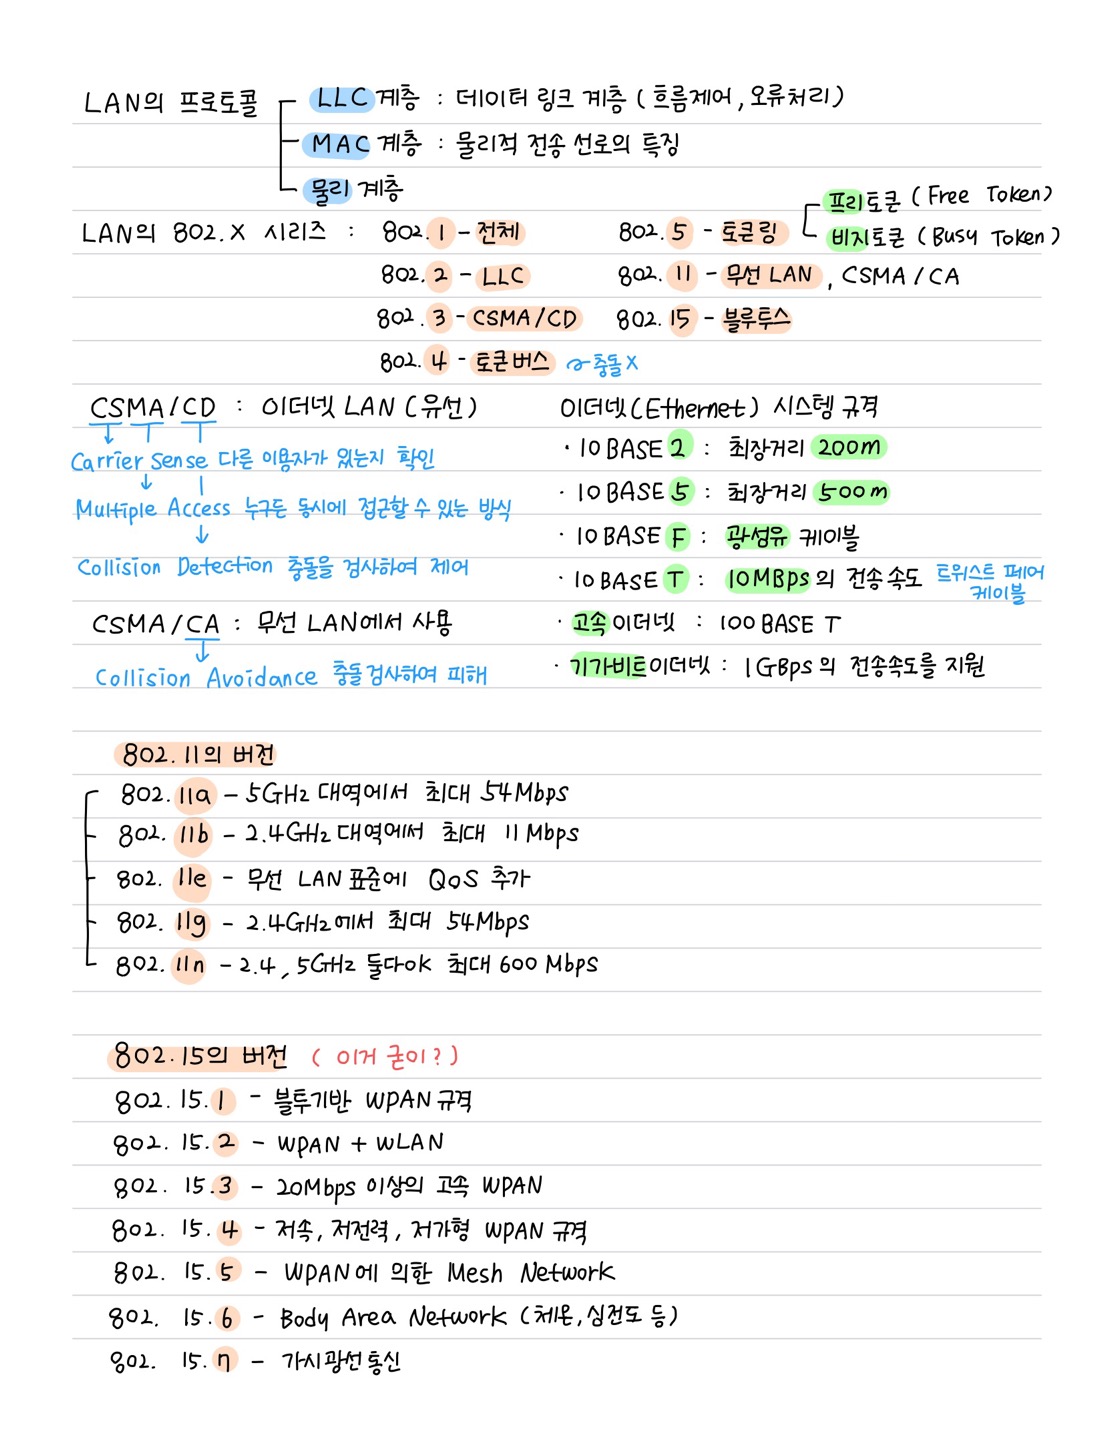 LAN의 프로토콜
LLC 계층 : 데이터 링크 계층 (흐름제어, 오류처리)
MAC 계층 : 물리적 전송 선로의 특징
물리 계층
LAN의 802.X 시리즈 :
802.1 - 전체
802.2 - LLC
802.3 - CSMA/CD
802.4 - 토큰버스 ~충돌X
802.5 - 토큰링
프리토큰 (Free Token)
비지토큰 (Busy Token)
802.11 - 무선 LAN, CSMA/CA
802.15 - 블루투스
CSMA/CD : 이더넷 LAN (유선)
Carrier Sense 다른 이용자가 있는지 확인
Multiple Access 누구든 동시에 접근할 수 있는 방식
Collision Detection 충돌을 검사하여 제어
CSMA/CA : 무선 LAN에서 사용
Collision Avoidance 충돌검사하여 피해
이더넷(Ethernet) 시스템 규격
· 10 BASE 2 : 최장거리 200m
· 10 BASE 5 : 최장거리 500m
· 10 BASE F : 광섬유 케이블
· 10 BASE T : 10MBps의 전송속도 트위스트 페어
케이블
· 고속이더넷 : 100 BASE T
· 기가비트이더넷 : 1GBps의 전송속도를 지원
802.11의 버전
802.11a - 5GHz 대역에서 최대 54Mbps
802.11b - 2.4GHz 대역에서 최대 11Mbps
802.11e - 무선 LAN 표준에 QoS 추가
802.11g - 2.4GHz에서 최대 54Mbps
802.11n - 2.4, 5GHz 둘다OK 최대 600Mbps
802.15의 버전 (이거 굳이?)
802.15.1 - 블투기반 WPAN 규격
802.15.2 - WPAN + WLAN
802.15.3 - 20Mbps 이상의 고속 WPAN
802.15.4 - 저속, 저전력, 저가형 WPAN 규격
802.15.5 - WPAN에 의한 Mesh Network
802.15.6 - Body Area Network (체온, 심전도 등)
802.15.7 - 가시광선통신